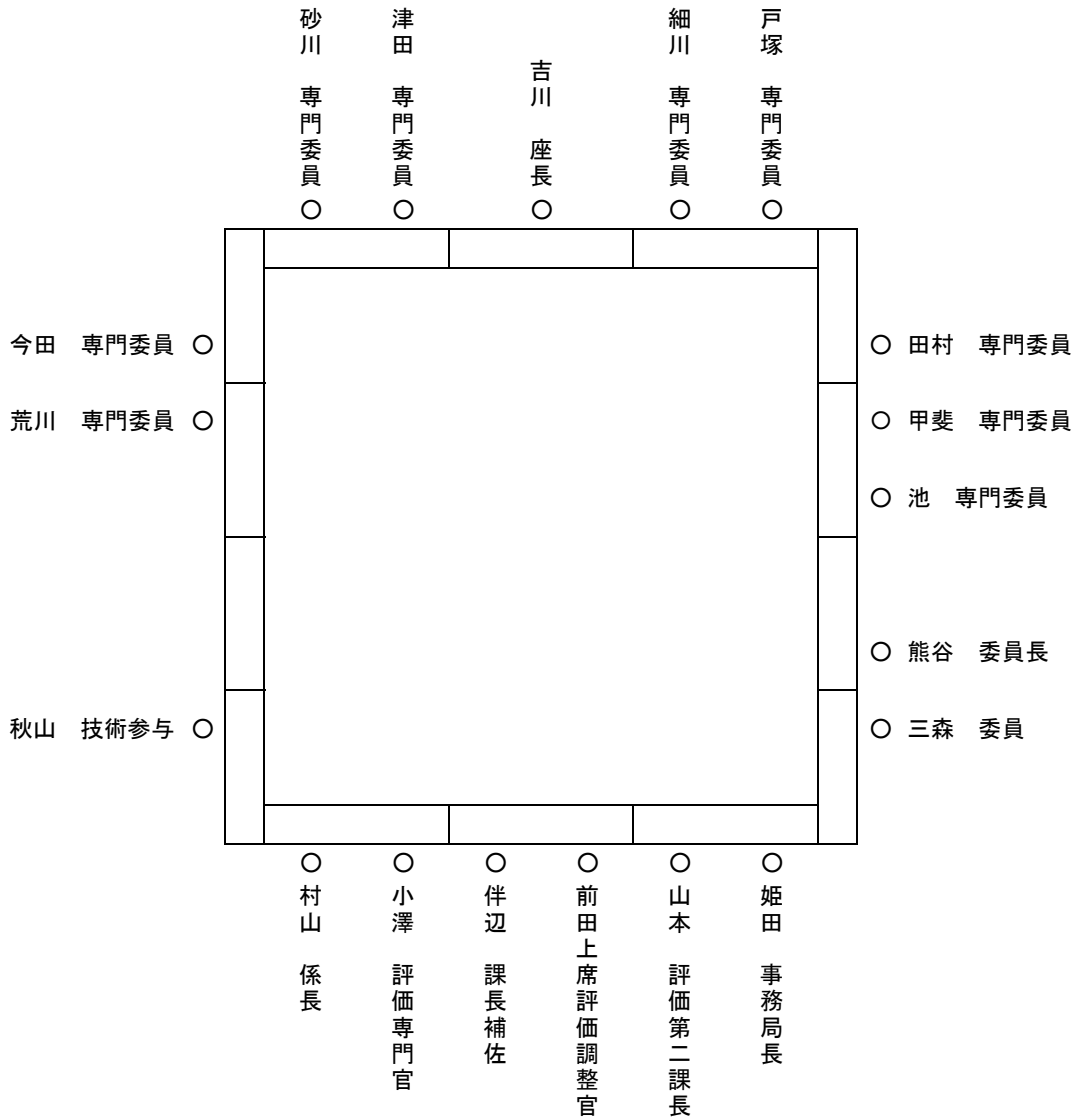 砂川　専門委員
津田　専門委員
吉川　座長
細川　専門委員
戸塚　専門委員
今田　専門委員
荒川　専門委員
秋山　技術参与
田村　専門委員
甲斐　専門委員
池　専門委員
熊谷　委員長
三森　委員
村山　係長
小澤　評価専門官
伴辺　課長補佐
前田上席評価調整官
山本　評価第二課長
姫田　事務局長